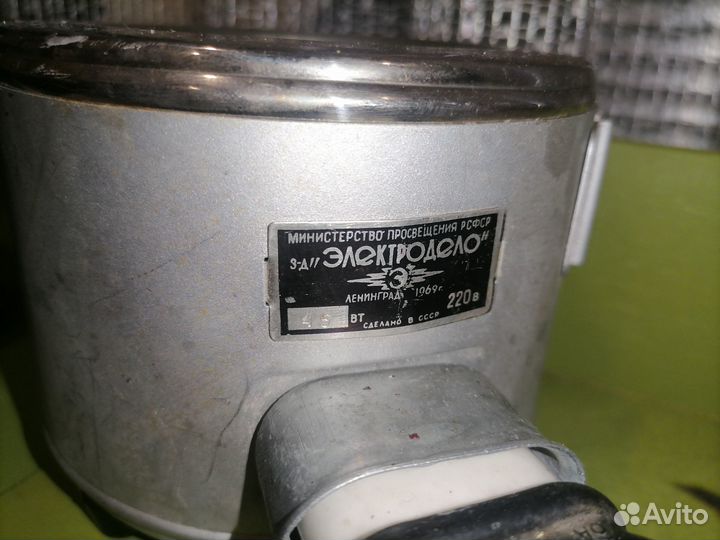 МИНИСТЕРСТВО ПРОСВЕЩЕНИЯ РСФСР
З-Д "ЭЛЕКТРОДЕЛО"
Э
ЛЕНИНГРАД 1969г.
ВТ 220в
СДЕЛАНО В СССР
Avito